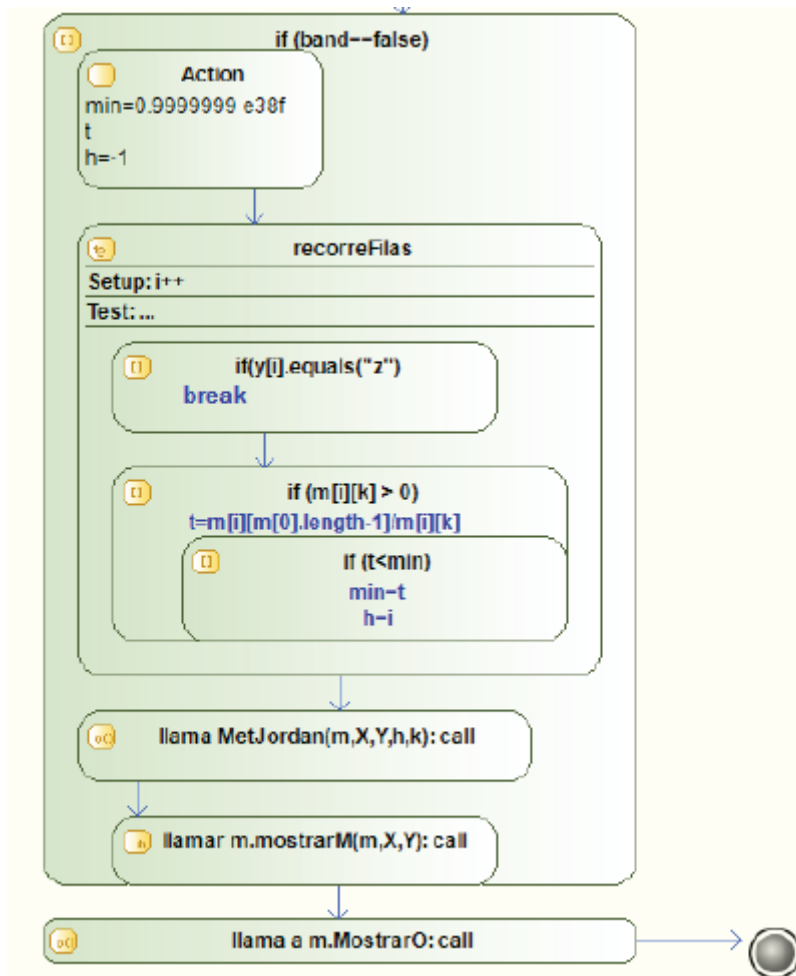 if (band==false)
Action
min=0.9999999 e38f
t
h=-1
recorreFilas
Setup: i++
Test: ...
if(y[i].equals("z")
break
if (m[i][k] > 0)
t=m[i][m[0].length-1]/m[i][k]
if (t<min)
min=t
h=i
llama MetJordan(m,X,Y,h,k): call
llamar m.mostrarM(m,X,Y): call
llama a m.MostrarO: call